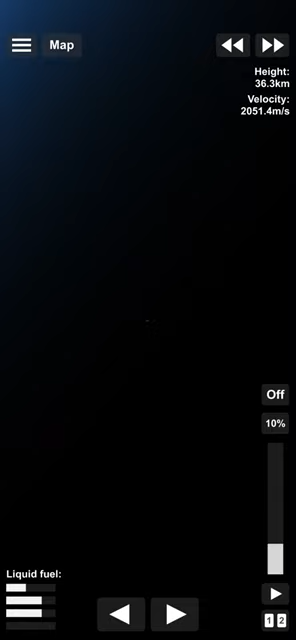 Map
Height:
36.3km
Velocity:
2051.4m/s
Off
10%
Liquid fuel:
1 2